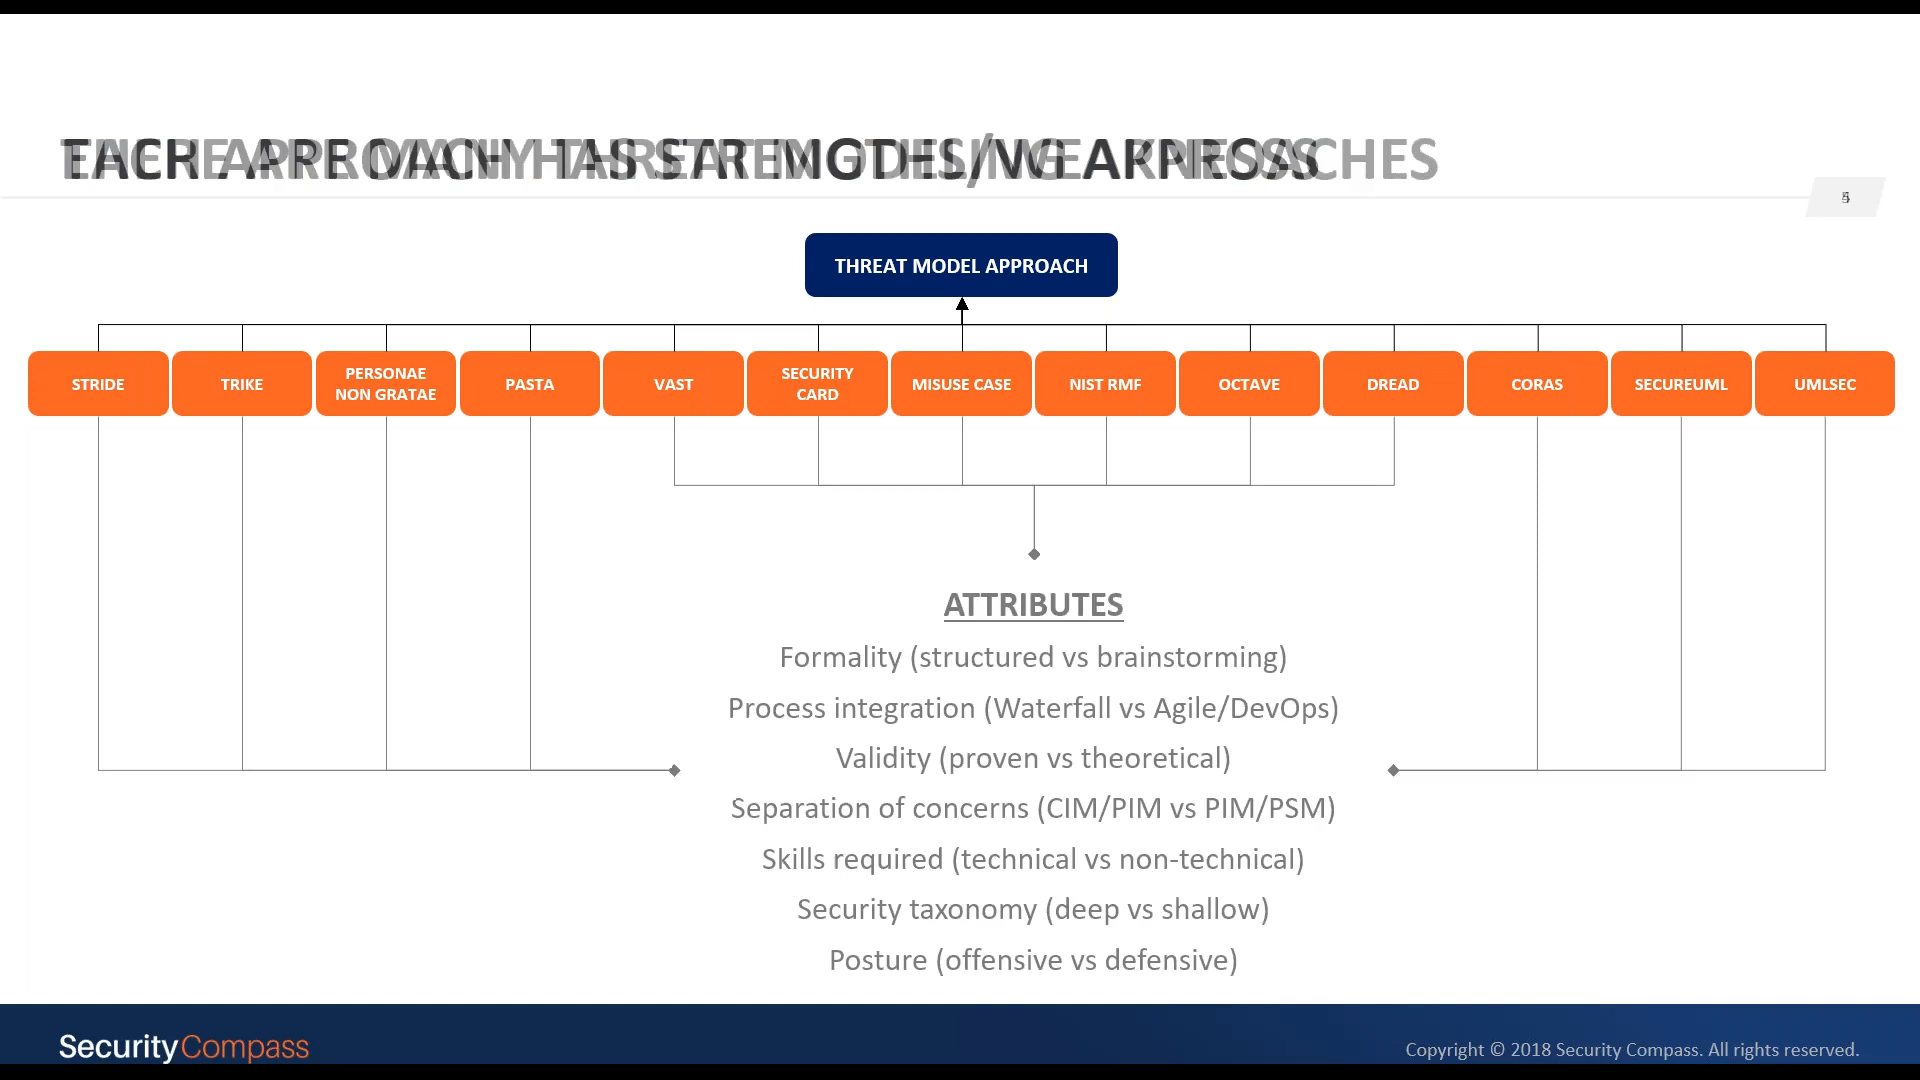 THREAT MODEL APPROACH
STRIDE
TRIKE
PERSONAE
NON GRATAE
PASTA
VAST
SECURITY
CARD
MISUSE CASE
NIST RMF
OCTAVE
DREAD
CORAS
SECUREUML
UMLSEC
ATTRIBUTES
Formality (structured vs brainstorming)
Process integration (Waterfall vs Agile/DevOps)
Validity (proven vs theoretical)
Separation of concerns (CIM/PIM vs PIM/PSM)
Skills required (technical vs non-technical)
Security taxonomy (deep vs shallow)
Posture (offensive vs defensive)
SecurityCompass
Copyright © 2018 Security Compass. All rights reserved.